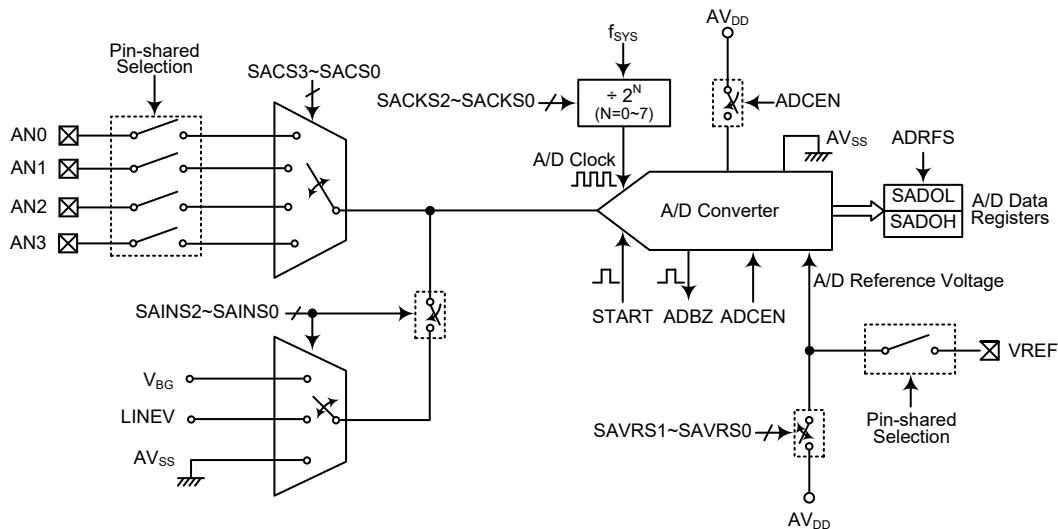 AVDD
fSYS
Pin-shared
Selection
SACS3~SACS0
SACKS2~SACKS0
÷ 2N
(N=0~7)
ADCEN
AN0
AN1
AN2
AN3
A/D Clock
AVSS
ADRFS
A/D Converter
SADOL
SADOH
A/D Data
Registers
A/D Reference Voltage
START
ADBZ
ADCEN
SAINS2~SAINS0
VREF
VBG
LINEV
AVSS
SAVRS1~SAVRS0
Pin-shared
Selection
AVDD